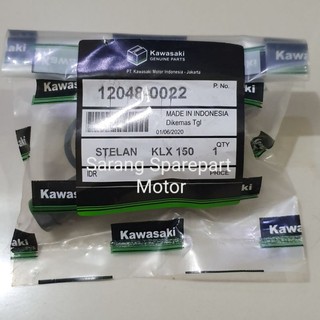 Kawasaki
GENUINE PARTS
PT. Kawasaki Motor Indonesia - Jakarta
P. No.
12048-0022
MADE IN INDONESIA
Dikemas Tgl
01/06/2020
QTY
STELAN KLX 150 1
IDR PRICE
Sarang Sparepart
Motor
Kawasaki
Kawasaki
Kawasaki
Kawasaki